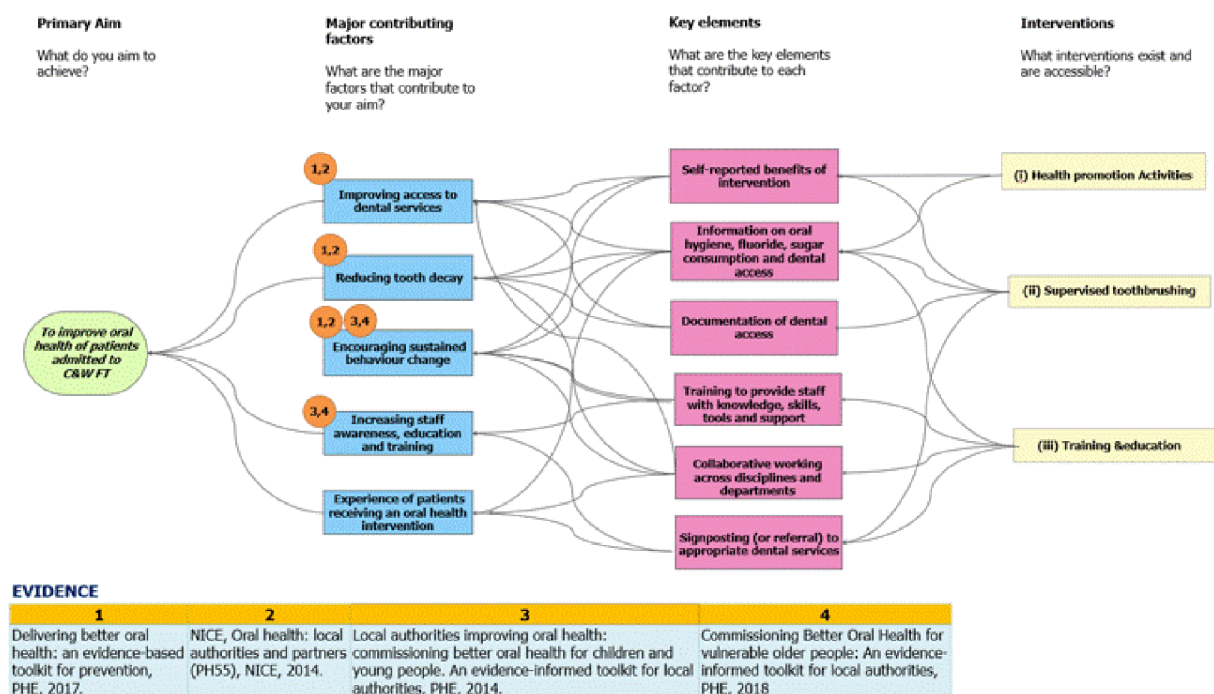 Primary Aim
What do you aim to
achieve?
Major contributing
factors
What are the major
factors that contribute to
your aim?
Key elements
What are the key elements
that contribute to each
factor?
Interventions
What interventions exist and
are accessible?
To improve oral
health of patients
admitted to
C&W FT
1,2
Improving access to
dental services
1,2
Reducing tooth decay
1,2
3,4
Encouraging sustained
behaviour change
3,4
Increasing staff
awareness, education
and training
Experience of patients
receiving an oral health
intervention
Self-reported benefits of
intervention
Information on oral
hygiene, fluoride, sugar
consumption and dental
access
Documentation of dental
access
Training to provide staff
with knowledge, skills,
tools and support
Collaborative working
across disciplines and
departments
Signposting (or referral) to
appropriate dental services
(i) Health promotion Activities
(ii) Supervised toothbrushing
(iii) Training &education
EVIDENCE
1
Delivering better oral
health: an evidence-based
toolkit for prevention,
PHE, 2017.
2
NICE, Oral health: local
authorities and partners
(PH55), NICE, 2014.
3
Local authorities improving oral health:
commissioning better oral health for children and
young people. An evidence-informed toolkit for local
authorities. PHE, 2014.
4
Commissioning Better Oral Health for
vulnerable older people: An evidence-
informed toolkit for local authorities,
PHE, 2018